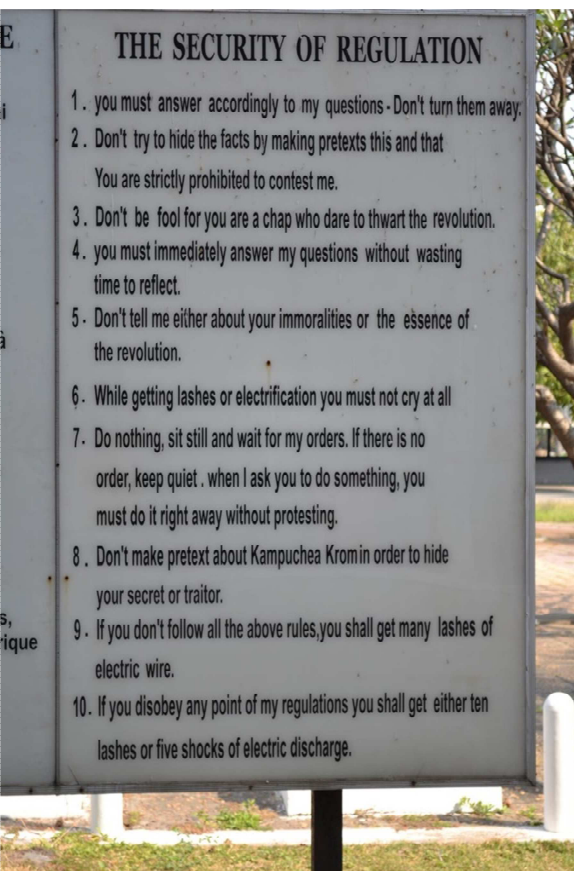 E
THE SECURITY OF REGULATION
i
1. you must answer accordingly to my questions - Don't turn them away.
2. Don't try to hide the facts by making pretexts this and that
You are strictly prohibited to contest me.
3. Don't be fool for you are a chap who dare to thwart the revolution.
4. you must immediately answer my questions without wasting
time to reflect.
5. Don't tell me either about your immoralities or the essence of
à
the revolution.
6. While getting lashes or electrification you must not cry at all
7. Do nothing, sit still and wait for my orders. If there is no
order, keep quiet . when I ask you to do something, you
must do it right away without protesting.
8. Don't make pretext about Kampuchea Kromin order to hide
your secret or traitor.
s,
9. If you don't follow all the above rules,you shall get many lashes of
rique
electric wire.
10. If you disobey any point of my regulations you shall get either ten
lashes or five shocks of electric discharge.